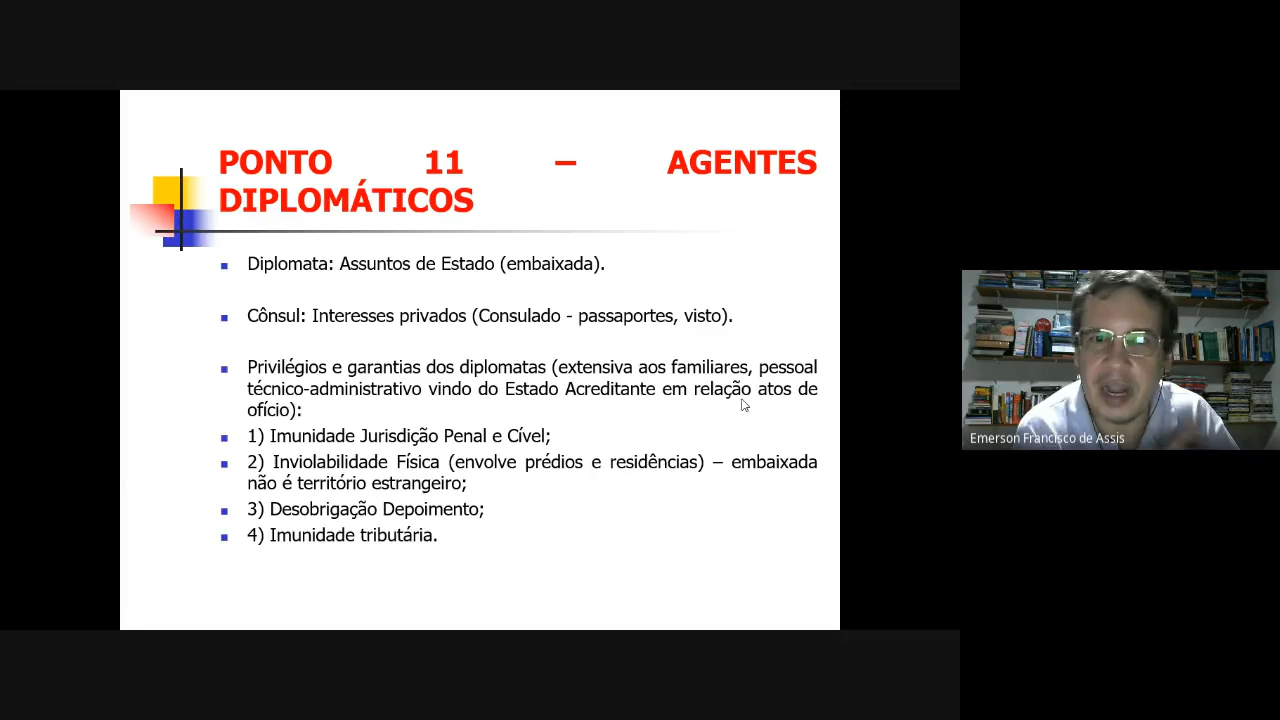 PONTO 11 – AGENTES
DIPLOMÁTICOS
Diplomata: Assuntos de Estado (embaixada).
Cônsul: Interesses privados (Consulado - passaportes, visto).
Privilégios e garantias dos diplomatas (extensiva aos familiares, pessoal
técnico-administrativo vindo do Estado Acreditante em relação atos de
ofício):
1) Imunidade Jurisdição Penal e Cível;
2) Inviolabilidade Física (envolve prédios e residências) – embaixada
não é território estrangeiro;
3) Desobrigação Depoimento;
4) Imunidade tributária.
Emerson Francisco de Assis